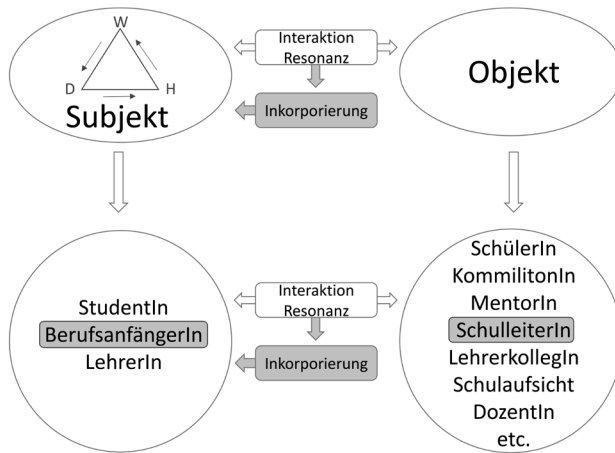 W
D
H
Subjekt
Interaktion
Resonanz
Inkorporierung
Objekt
StudentIn
BerufsanfängerIn
LehrerIn
Interaktion
Resonanz
Inkorporierung
SchülerIn
KommilitonIn
MentorIn
SchulleiterIn
LehrerkollegIn
Schulaufsicht
DozentIn
etc.